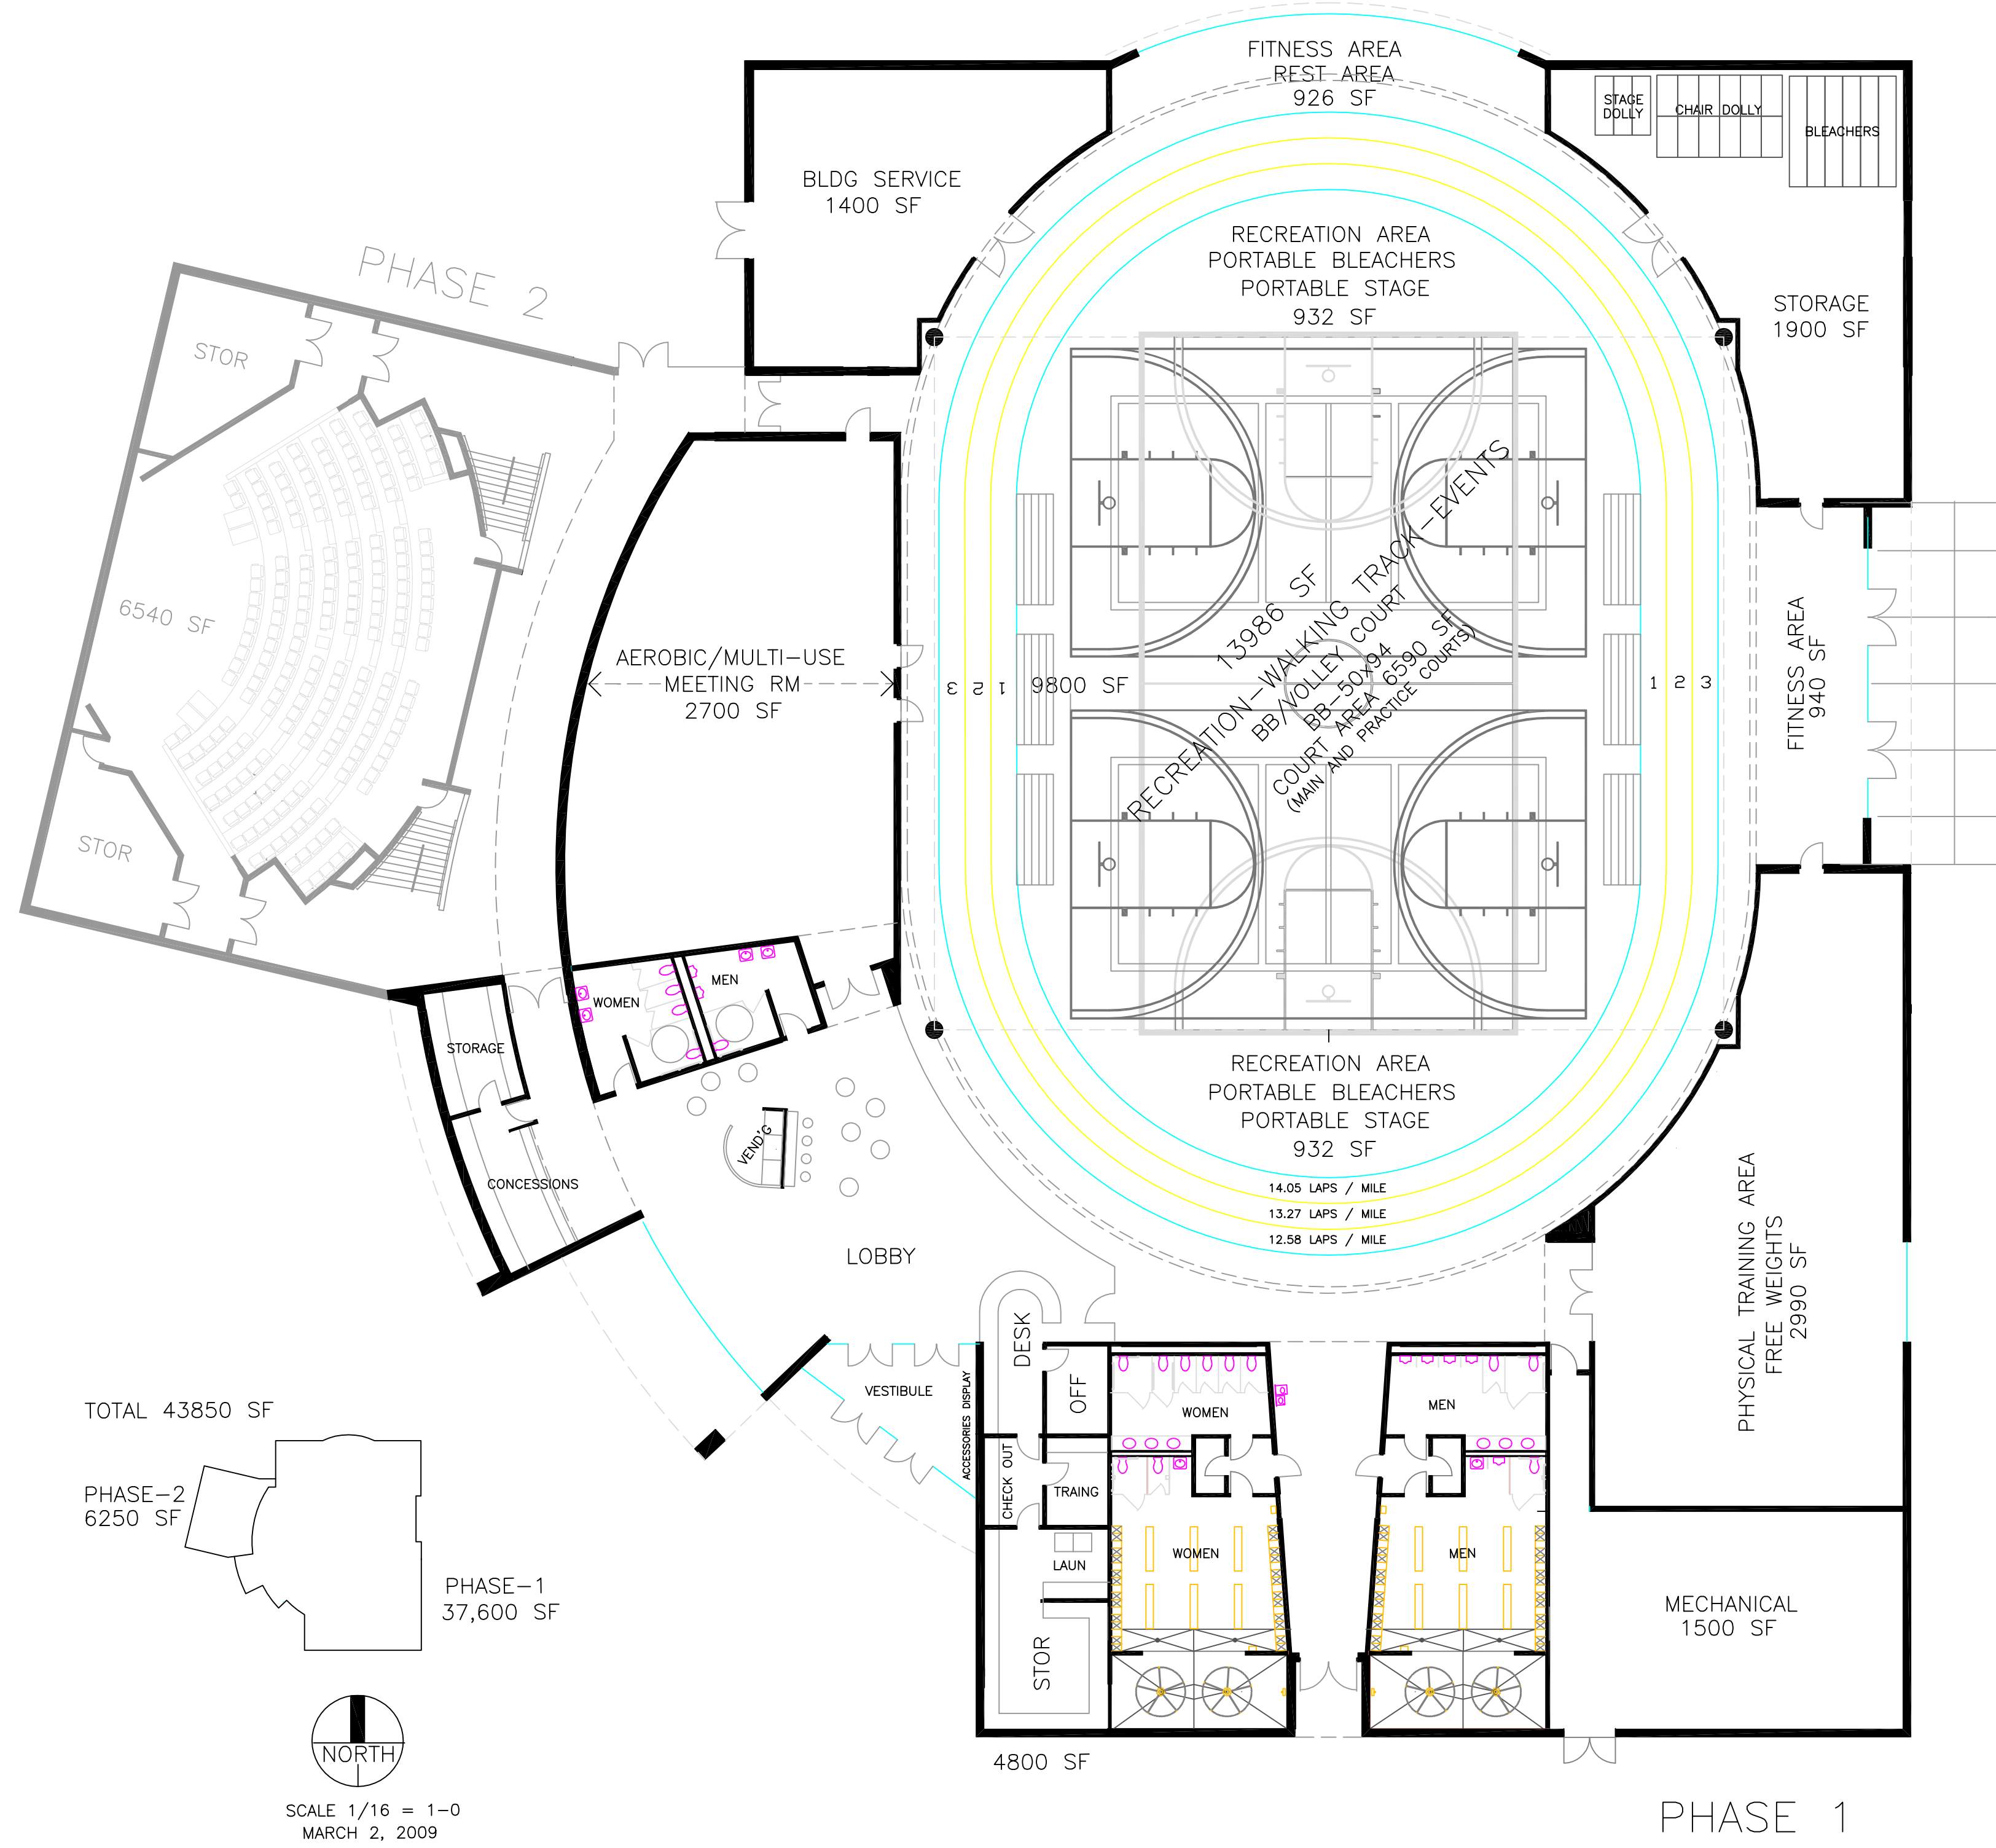 FITNESS AREA
REST AREA
926 SF
STAGE
DOLLY
CHAIR DOLLY
BLEACHERS
BLDG SERVICE
1400 SF
STORAGE
1900 SF
RECREATION AREA
PORTABLE BLEACHERS
PORTABLE STAGE
932 SF
PHASE 2
STOR
6540 SF
STOR
AEROBIC/MULTI-USE
MEETING RM
2700 SF
3 2 1
9800 SF
13986 SF
RECREATION-WALKING TRACK-EVENTS
BB/VOLLEY COURT
BB-50x94
COURT AREA 6590 SF
(MAIN AND PRACTICE COURTS)
1 2 3
FITNESS AREA
940 SF
WOMEN
MEN
STORAGE
CONCESSIONS
VEND'G
LOBBY
RECREATION AREA
PORTABLE BLEACHERS
PORTABLE STAGE
932 SF
14.05 LAPS / MILE
13.27 LAPS / MILE
12.58 LAPS / MILE
PHYSICAL TRAINING AREA
FREE WEIGHTS
2990 SF
DESK
VESTIBULE
ACCESSORIES DISPLAY
OFF
CHECK OUT
TRAING
LAUN
STOR
WOMEN
MEN
WOMEN
MEN
MECHANICAL
1500 SF
4800 SF
TOTAL 43850 SF
PHASE-2
6250 SF
PHASE-1
37,600 SF
NORTH
SCALE 1/16 = 1-0
MARCH 2, 2009
PHASE 1